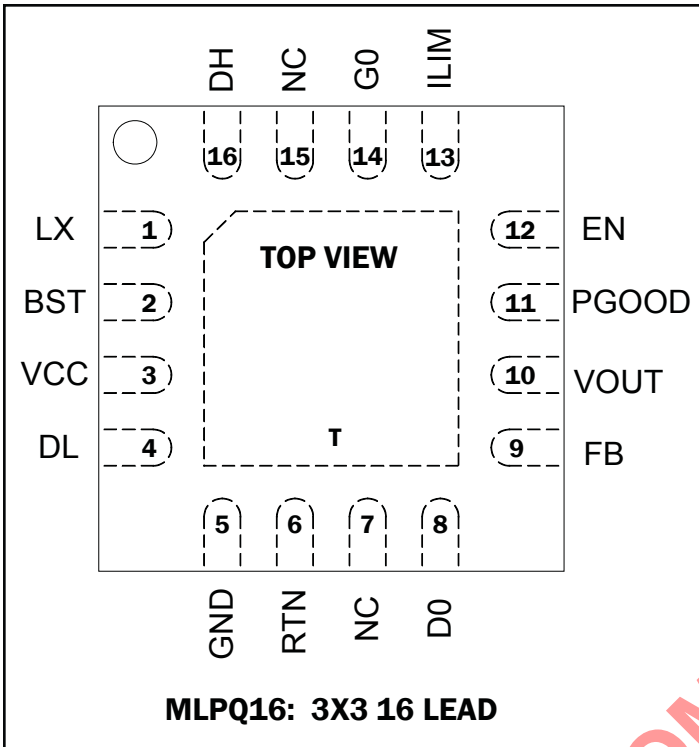 DH NC G0 ILIM
16 15 14 13
LX 1 12 EN
TOP VIEW
BST 2 11 PGOOD
VCC 3 10 VOUT
DL 4 9 FB
T
5 6 7 8
GND RTN NC D0
MLPQ16: 3X3 16 LEAD